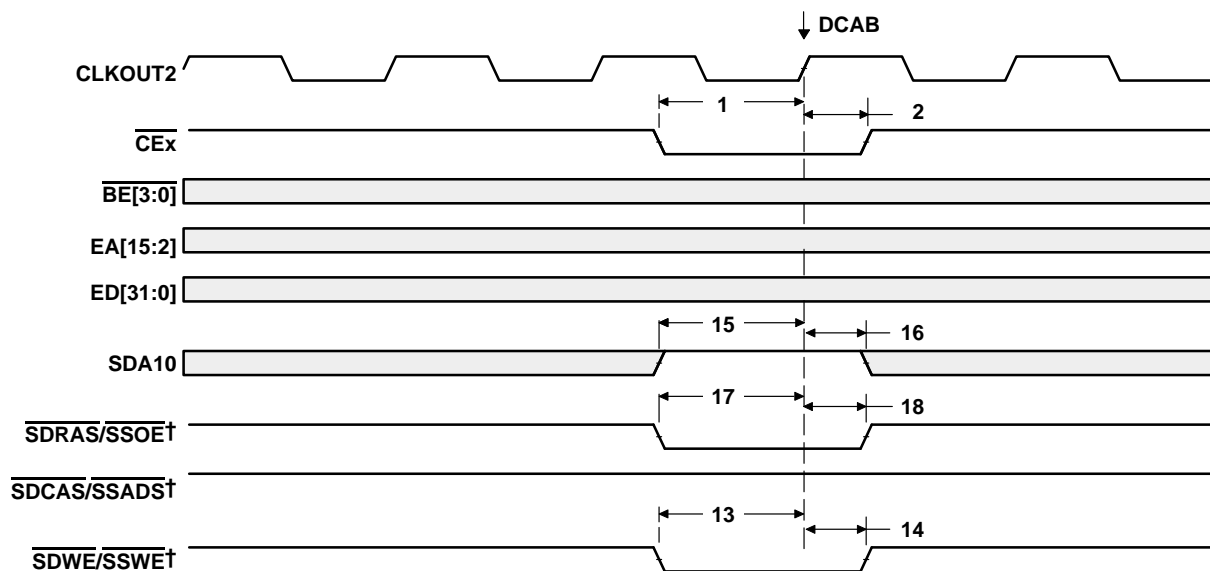 DCAB
CLKOUT2
1 2
CEx
BE[3:0]
EA[15:2]
ED[31:0]
15 16
SDA10
17 18
SDRAS/SSOE†
SDCAS/SSADS†
13 14
SDWE/SSWE†